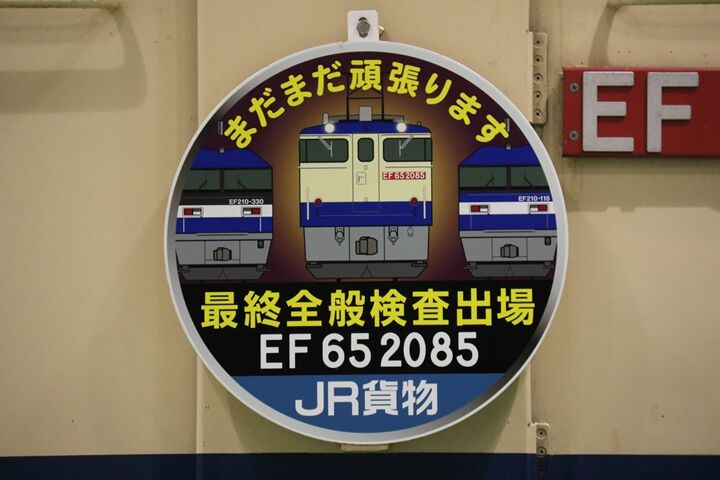 まだまだ頑張ります
EF
EF 65 2085
EF210-330
EF210-118
最終全般検査出場
EF 65 2085
JR貨物